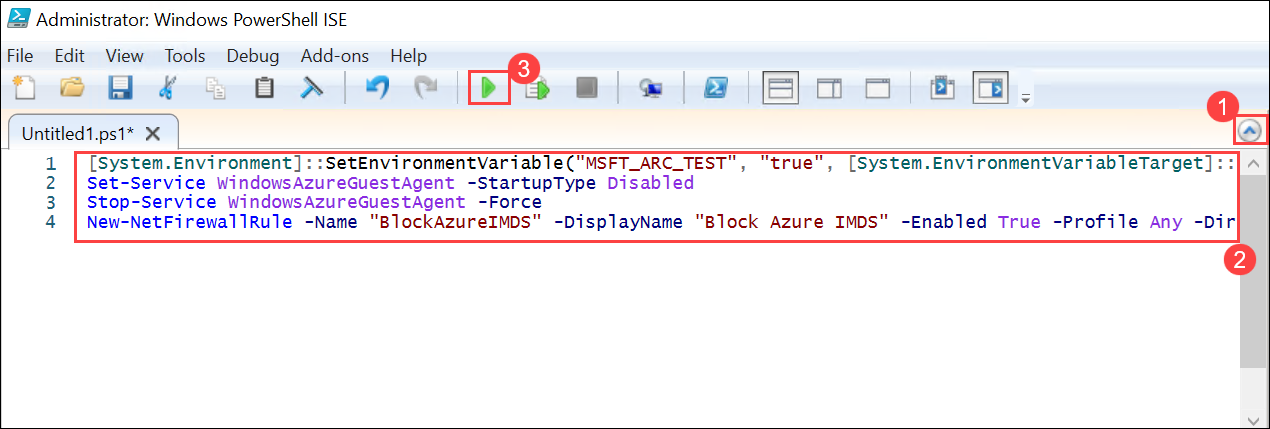 Administrator: Windows PowerShell ISE
File Edit View Tools Debug Add-ons Help
3
1
Untitled1.ps1*
1 [System.Environment]::SetEnvironmentVariable("MSFT_ARC_TEST", "true", [System.EnvironmentVariableTarget]::
2 Set-Service WindowsAzureGuestAgent -StartupType Disabled
3 Stop-Service WindowsAzureGuestAgent -Force
4 New-NetFirewallRule -Name "BlockAzureIMDS" -DisplayName "Block Azure IMDS" -Enabled True -Profile Any -Dir
2